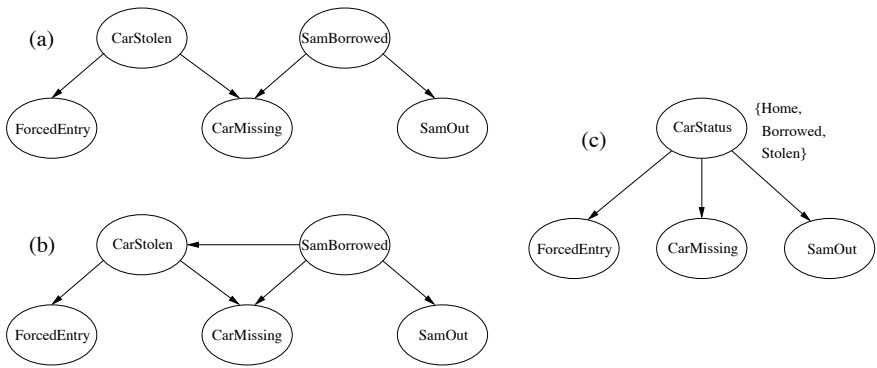 (a)
CarStolen
SamBorrowed
ForcedEntry
CarMissing
SamOut
(b)
CarStolen
SamBorrowed
ForcedEntry
CarMissing
SamOut
(c)
CarStatus
{Home,
Borrowed,
Stolen}
ForcedEntry
CarMissing
SamOut